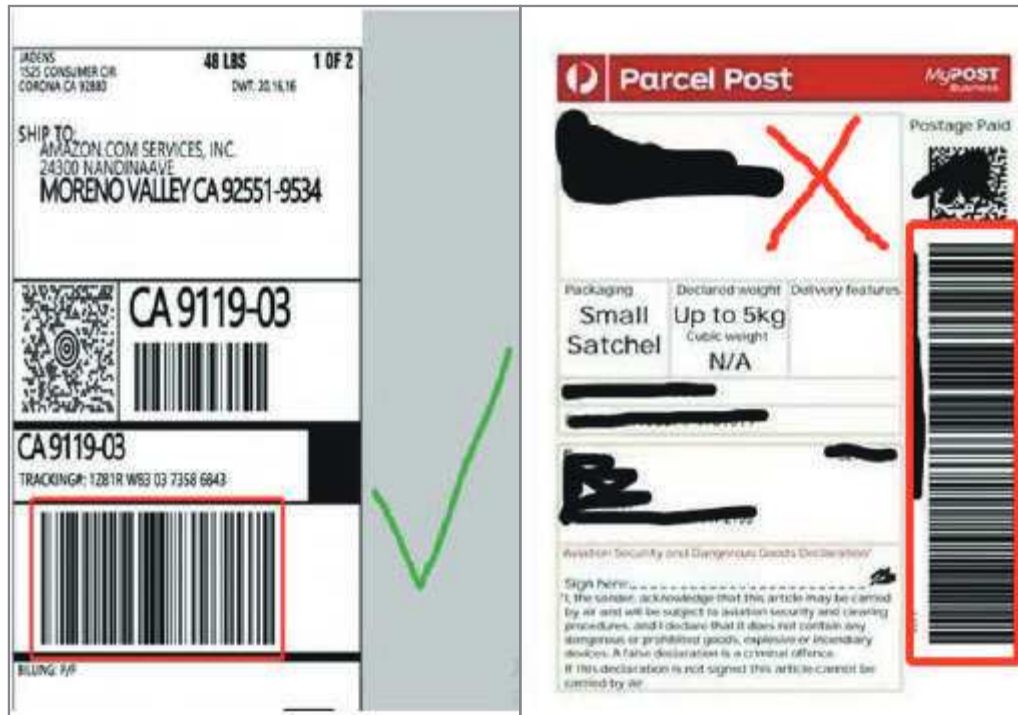 JADENS
1525 CONSUMER CIR
CORONA CA 92880
48 LBS
1 OF 2
DWT: 20,16,16
SHIP TO:
AMAZON.COM SERVICES, INC.
24300 NANDINAAVE
MORENO VALLEY CA 92551-9534
CA 9119-03
CA 9119-03
TRACKING#: 1Z81R W83 03 7358 6843
BILLING: P/P
Parcel Post
MyPOST
Business
Postage Paid
Packaging
Small
Satchel
Declared weight
Up to 5kg
Cubic weight
N/A
Delivery features
Aviation Security and Dangerous Goods Declaration
Sign here
I, the sender, acknowledge that this article may be carried
by air and will be subject to aviation security and clearing
procedures, and I declare that it does not contain any
dangerous or prohibited goods, explosive or incendiary
devices. A false declaration is a criminal offence.
If this declaration is not signed this article cannot be
carried by Air